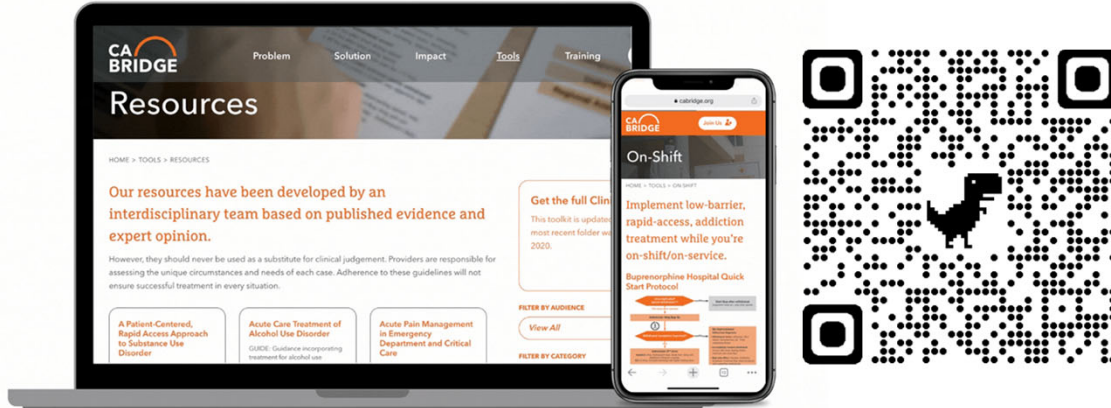 CA
BRIDGE
Problem
Solution
Impact
Tools
Training
Resources
HOME > TOOLS > RESOURCES
Our resources have been developed by an
interdisciplinary team based on published evidence and
expert opinion.
However, they should never be used as a substitute for clinical judgement. Providers are responsible for
assessing the unique circumstances and needs of each case. Adherence to these guidelines will not
ensure successful treatment in every situation.
A Patient-Centered,
Rapid Access Approach
to Substance Use
Disorder
Acute Care Treatment of
Alcohol Use Disorder
GUIDE: Guidance incorporating
treatment for alcohol use
Acute Pain Management
in Emergency
Department and Critical
Care
Get the full Clin
This toolkit is update
most recent folder wa
2020.
FILTER BY AUDIENCE
View All
FILTER BY CATEGORY
cabridge.org
CA
BRIDGE
Join Us
On-Shift
HOME > TOOLS > ON-SHIFT
Implement low-barrier,
rapid-access, addiction
treatment while you're
on-shift/on-service.
Buprenorphine Hospital Quick
Start Protocol